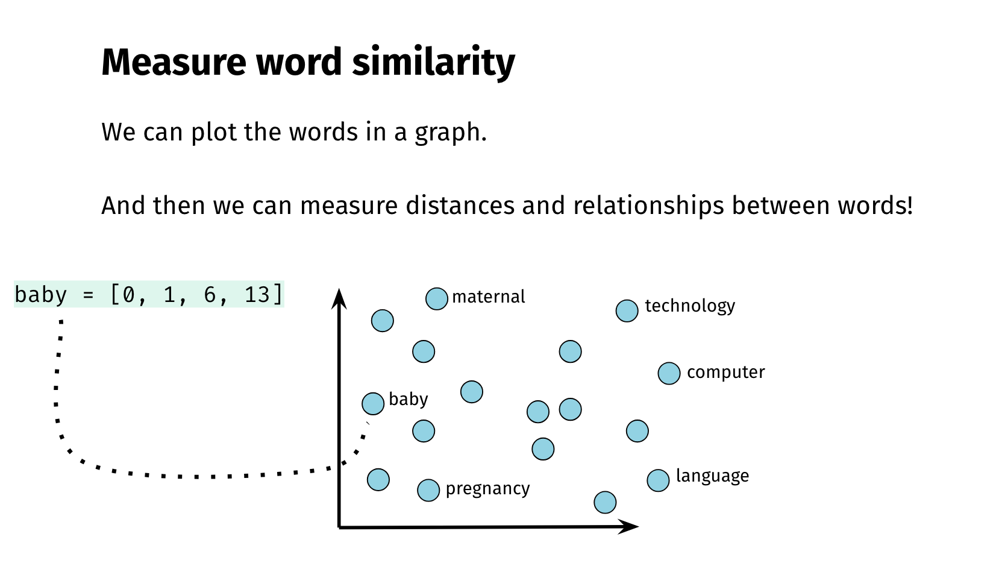 Measure word similarity
We can plot the words in a graph.
And then we can measure distances and relationships between words!
baby = [0, 1, 6, 13]
maternal
technology
computer
baby
language
pregnancy